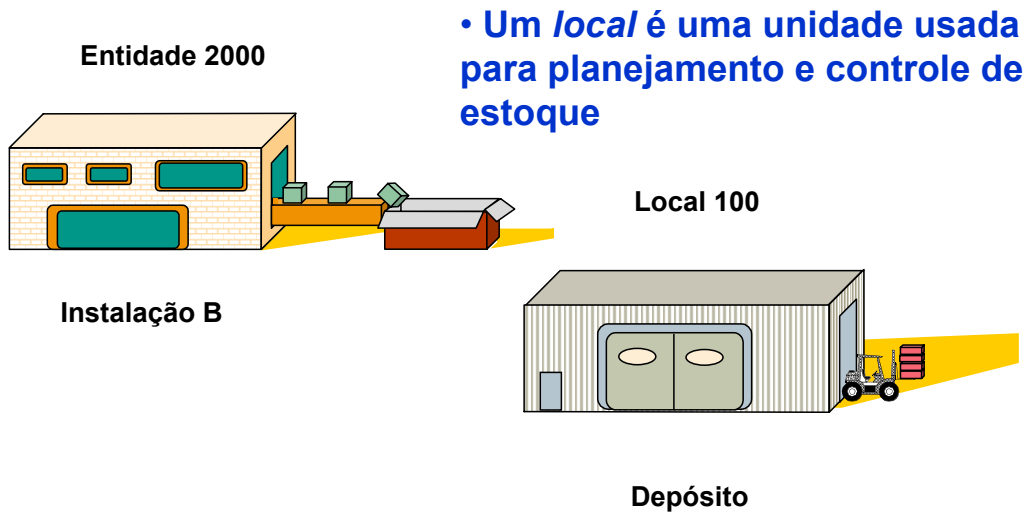 • Um local é uma unidade usada
para planejamento e controle de
estoque
Entidade 2000
Local 100
Instalação B
Depósito